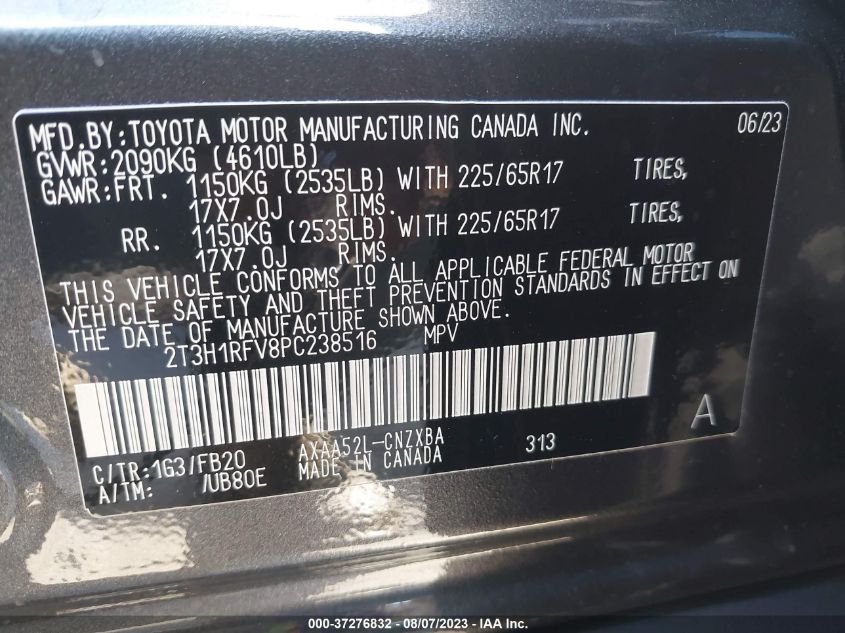 MFD.BY:TOYOTA MOTOR MANUFACTURING CANADA INC. 06/23
GVWR:2090KG (4610LB)
GAWR:FRT. 1150KG (2535LB) WITH 225/65R17 TIRES,
17X7.0J RIMS.
RR. 1150KG (2535LB) WITH 225/65R17 TIRES,
17X7.0J RIMS.
THIS VEHICLE CONFORMS TO ALL APPLICABLE FEDERAL MOTOR
VEHICLE SAFETY AND THEFT PREVENTION STANDARDS IN EFFECT ON
THE DATE OF MANUFACTURE SHOWN ABOVE.
2T3H1RFV8PC238516 MPV
A
C/TR:1G3/FB20 AXAA52L-CNZXBA 313
A/TM: /UB80E MADE IN CANADA
000-37276832 - 08/07/2023 - IAA Inc.